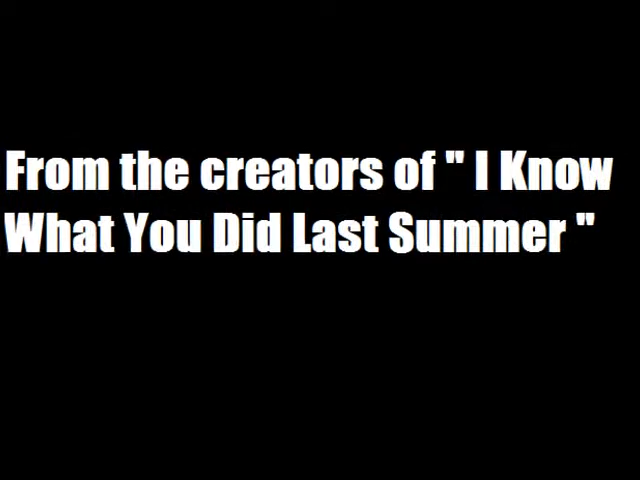 From the creators of " I Know
What You Did Last Summer "